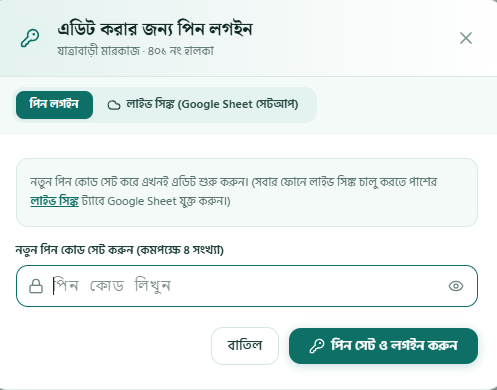 এডিট করার জন্য পিন লগইন
যাত্রাবাড়ী মারকাজ · ৪০১ নং হালকা
পিন লগইন
লাইভ সিঙ্ক (Google Sheet সেটআপ)
নতুন পিন কোড সেট করে এখনই এডিট শুরু করুন। (সবার ফোনে লাইভ সিঙ্ক চালু করতে পাশের
লাইভ সিঙ্ক ট্যাবে Google Sheet যুক্ত করুন।)
নতুন পিন কোড সেট করুন (কমপক্ষে ৪ সংখ্যা)
পিন কোড লিখুন
বাতিল
পিন সেট ও লগইন করুন